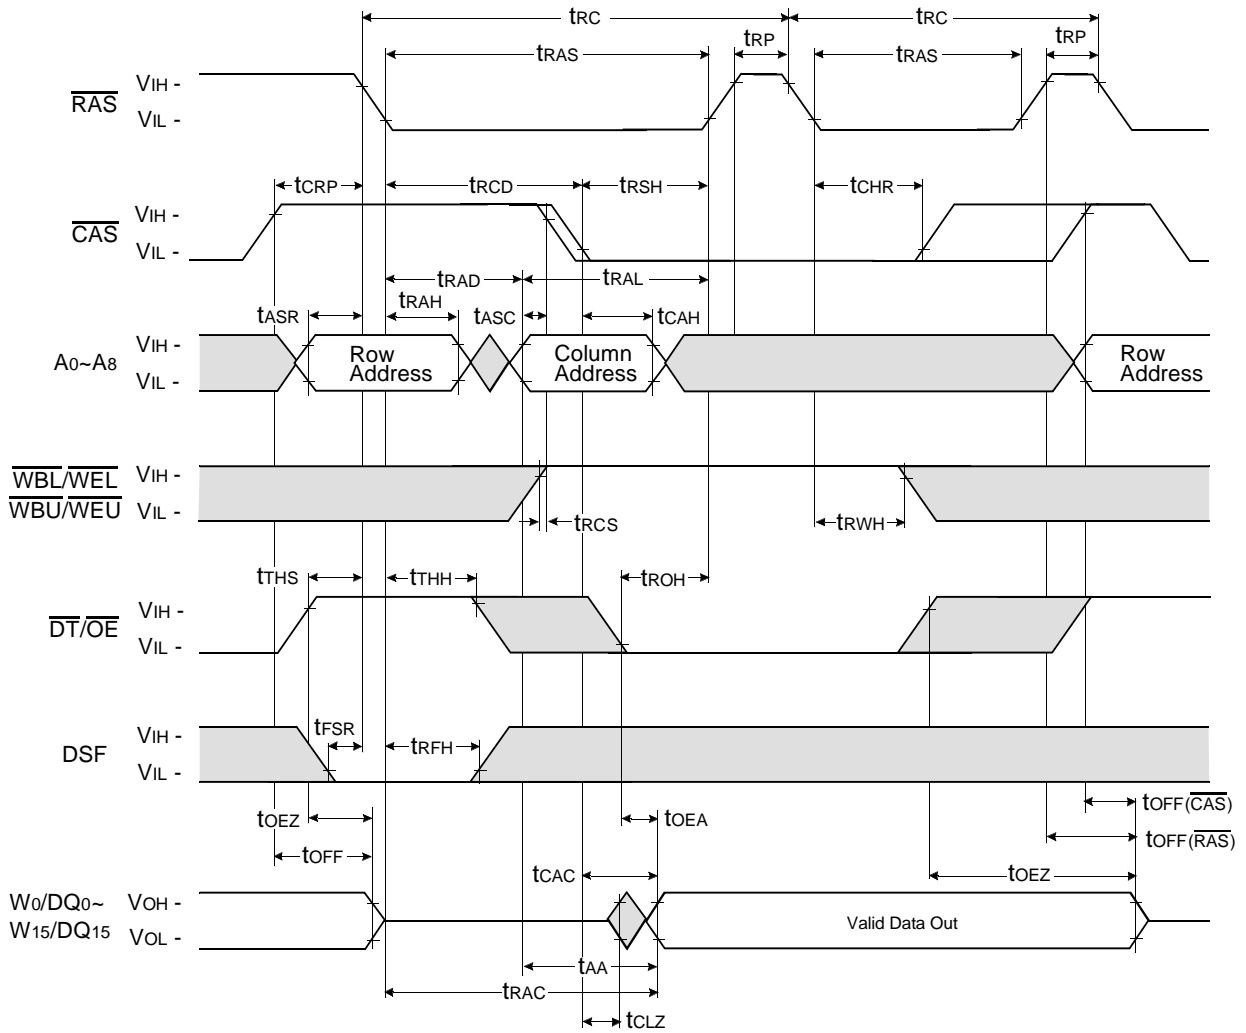 tRC tRC
tRAS tRP tRAS tRP
RAS VIH -
VIL -
tCRP tRCD tRSH tCHR
CAS VIH -
VIL -
tRAD tRAL
tASR tRAH tASC tCAH
A0~A8 VIH -
VIL -
Row
Address
Column
Address
Row
Address
WBL/WEL VIH -
WBU/WEU VIL -
tRCS tRWH
tTHS tTHH tROH
DT/OE VIH -
VIL -
tFSR tRFH
DSF VIH -
VIL -
tOEZ tOEA tOFF(CAS)
tOFF tOFF(RAS)
tCAC tOEZ
W0/DQ0~ VOH -
W15/DQ15 VOL -
Valid Data Out
tAA
tRAC
tCLZ